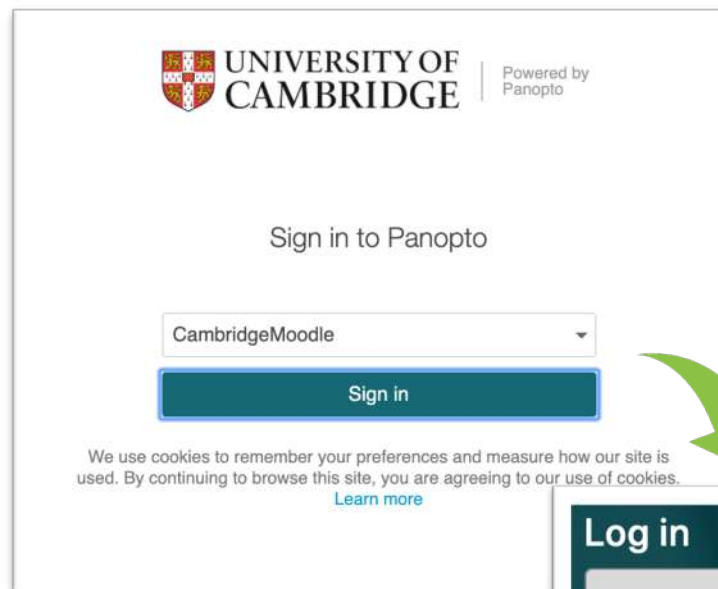 UNIVERSITY OF
CAMBRIDGE
Powered by
Panopto
Sign in to Panopto
CambridgeMoodle
Sign in
We use cookies to remember your preferences and measure how our site is
used. By continuing to browse this site, you are agreeing to our use of cookies.
Learn more
Log in